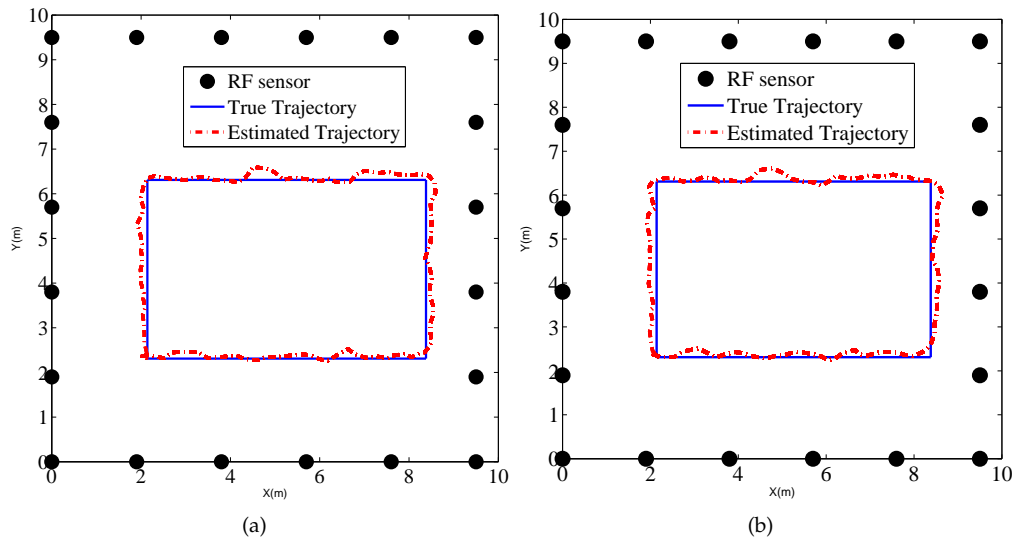 10
9
8
7
6
5
4
3
2
1
0
Y(m)
RF sensor
True Trajectory
Estimated Trajectory
0 2 4 6 8 10
X(m)
(a)
10
9
8
7
6
5
4
3
2
1
0
Y(m)
RF sensor
True Trajectory
Estimated Trajectory
0 2 4 6 8 10
X(m)
(b)